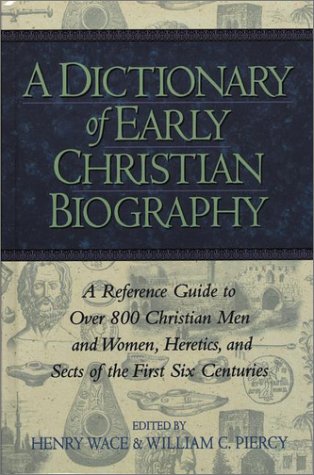 A DICTIONARY
of EARLY
CHRISTIAN
BIOGRAPHY
A Reference Guide to
Over 800 Christian Men
and Women, Heretics, and
Sects of the First Six Centuries
EDITED BY
HENRY WACE & WILLIAM C. PIERCY